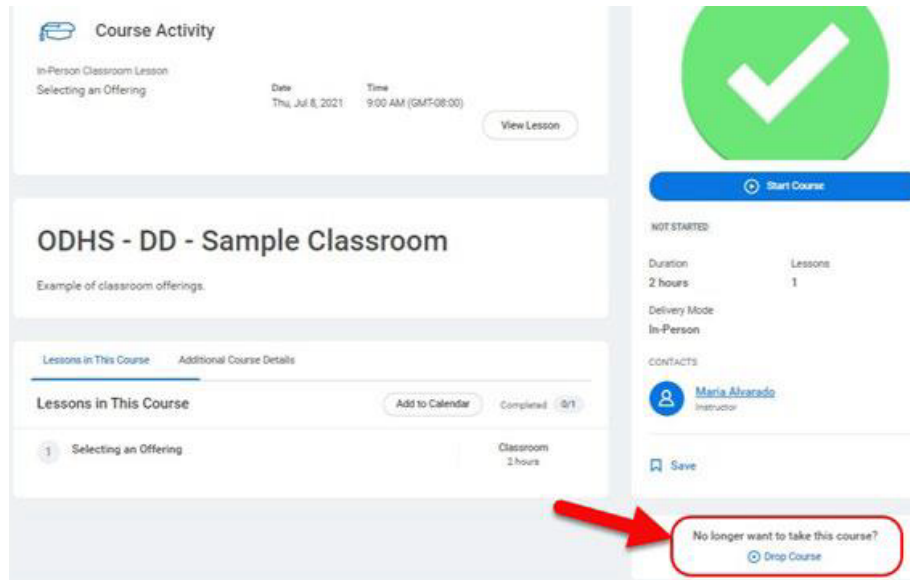 Course Activity
In-Person Classroom Lesson
Selecting an Offering
Date
Thu, Jul 8, 2021
Time
9:00 AM (GMT-08:00)
View Lesson
ODHS - DD - Sample Classroom
Example of classroom offerings.
Lessons in This Course
Additional Course Details
Lessons in This Course
Add to Calendar
Completed 0/1
1 Selecting an Offering
Classroom
2 hours
Start Course
NOT STARTED
Duration
2 hours
Lessons
1
Delivery Mode
In-Person
CONTACTS
Maria Alvarado
Instructor
Save
No longer want to take this course?
Drop Course